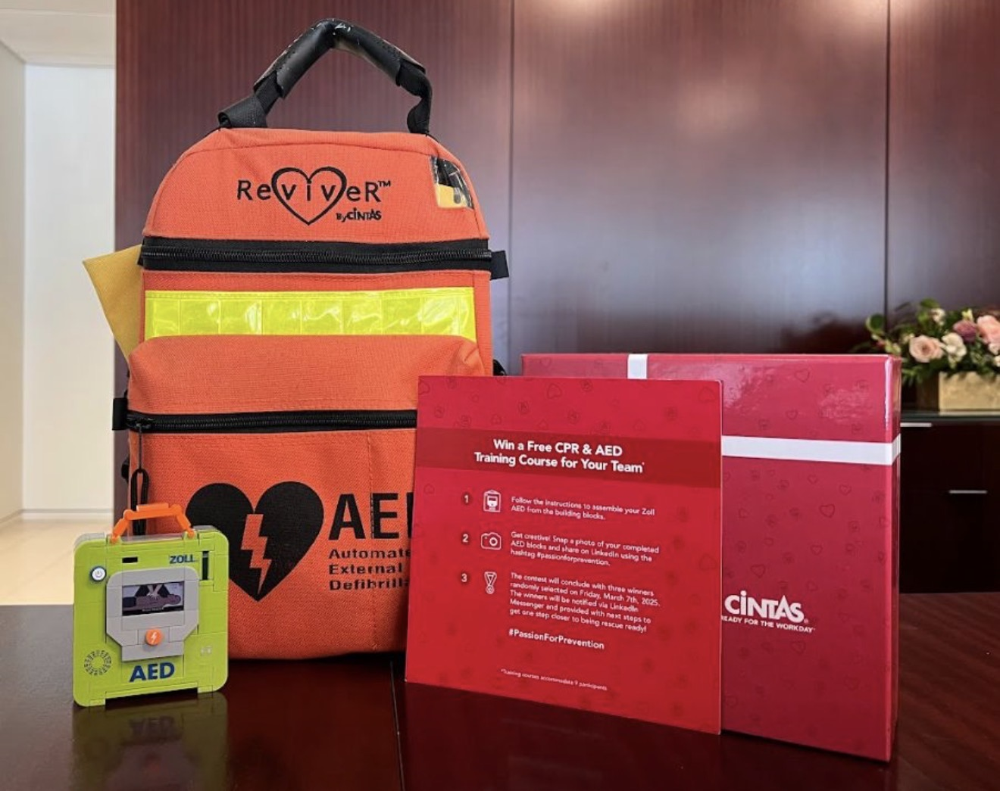 ReviveR™
By CiNTAS
AED
Automate
External
Defibrilla
ZOLL
AED
Win a Free CPR & AED
Training Course for Your Team*
1
Follow the instructions to assemble your Zoll
AED from the building blocks.
2
Get creative! Snap a photo of your completed
AED blocks and share on LinkedIn using the
hashtag #passionforprevention.
3
The contest will conclude with three winners
randomly selected on Friday, March 7th, 2025.
The winners will be notified via LinkedIn
Messenger and provided with next steps to
get one step closer to being rescue ready!
#PassionForPrevention
*Training courses accommodate 9 participants
CiNTAS®
READY FOR THE WORKDAY®